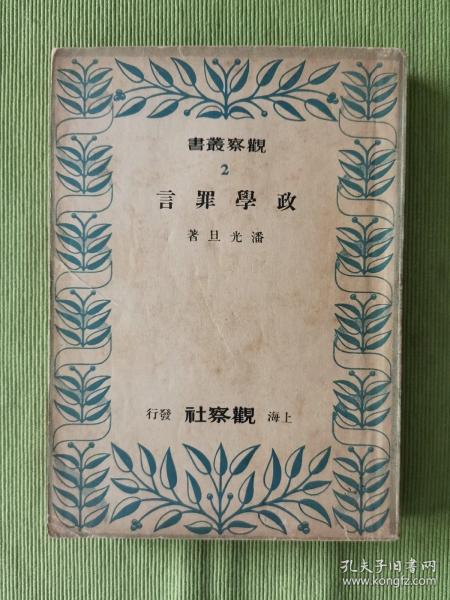 觀察叢書
2
政學罪言
潘光旦著
上海 觀察社 發行
孔夫子旧书网
www.kongfz.com